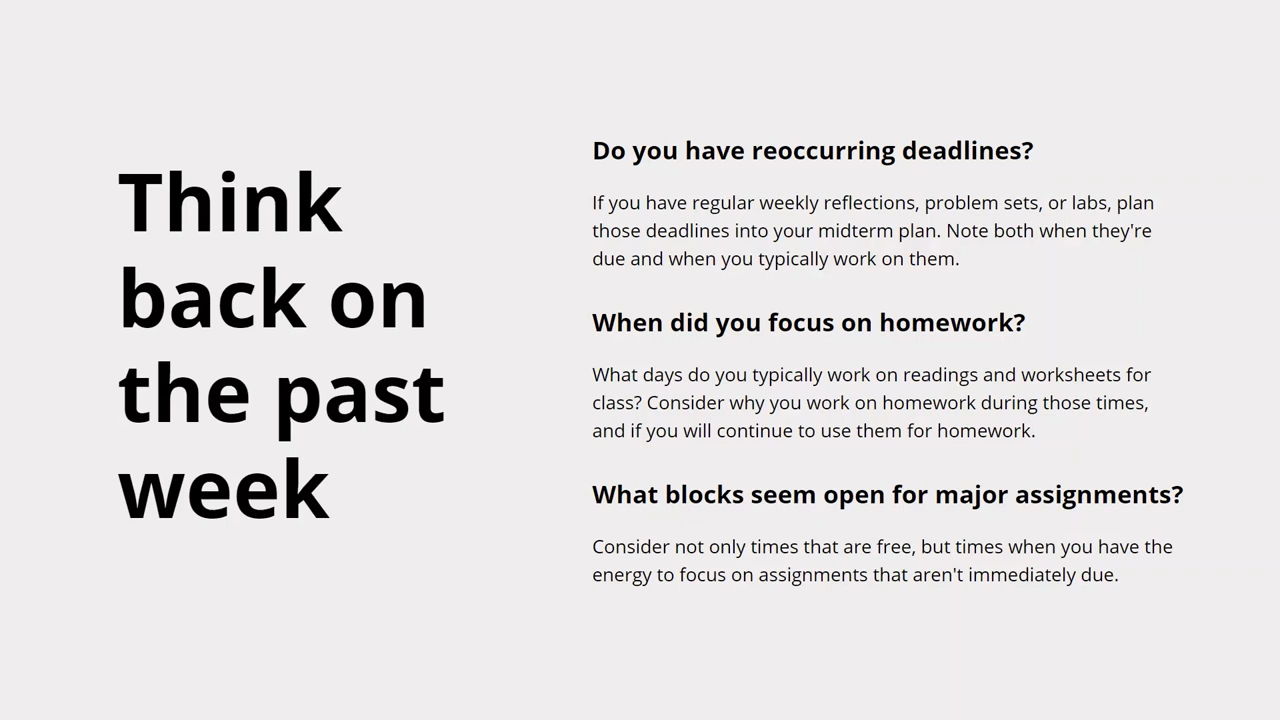 Think
back on
the past
week
Do you have reoccurring deadlines?
If you have regular weekly reflections, problem sets, or labs, plan
those deadlines into your midterm plan. Note both when they're
due and when you typically work on them.
When did you focus on homework?
What days do you typically work on readings and worksheets for
class? Consider why you work on homework during those times,
and if you will continue to use them for homework.
What blocks seem open for major assignments?
Consider not only times that are free, but times when you have the
energy to focus on assignments that aren't immediately due.